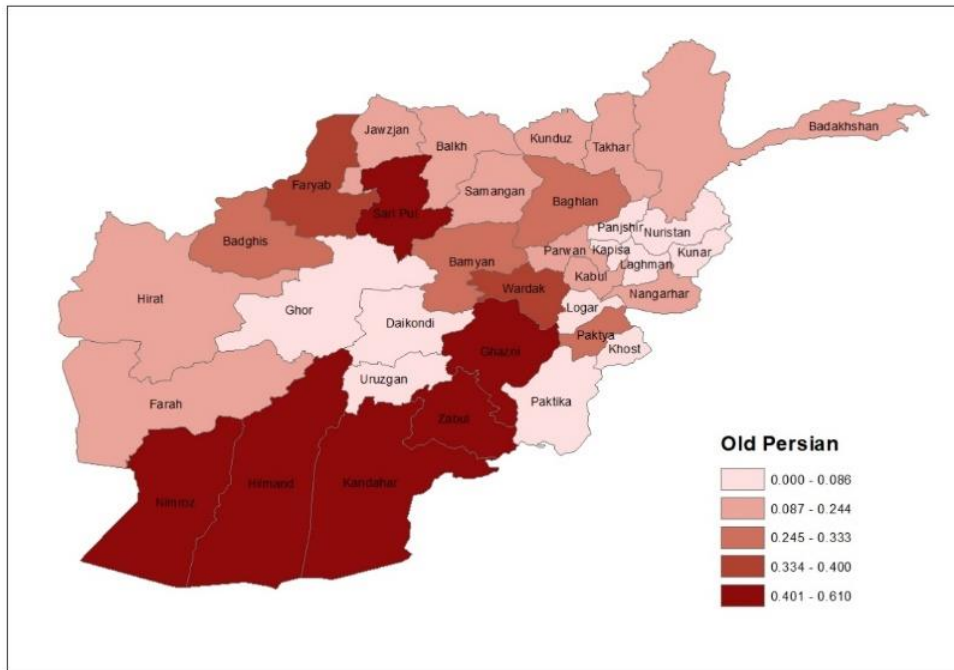 Jawzjan
Balkh
Kunduz
Takhar
Badakhshan
Faryab
Sari Pul
Samangan
Baghlan
Badghis
Panjshir
Nuristan
Parwan
Kapisa
Kunar
Bamyan
Laghman
Kabul
Wardak
Nangarhar
Hirat
Ghor
Logar
Daikondi
Paktya
Khost
Ghazni
Uruzgan
Paktika
Farah
Zabul
Nimroz
Hilmand
Kandahar
Old Persian
0.000 - 0.086
0.087 - 0.244
0.245 - 0.333
0.334 - 0.400
0.401 - 0.610